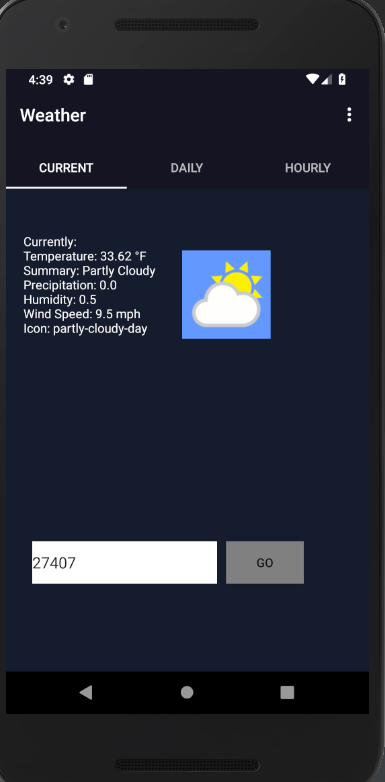 4:39
Weather
CURRENT DAILY HOURLY
Currently:
Temperature: 33.62 °F
Summary: Partly Cloudy
Precipitation: 0.0
Humidity: 0.5
Wind Speed: 9.5 mph
Icon: partly-cloudy-day
27407 GO